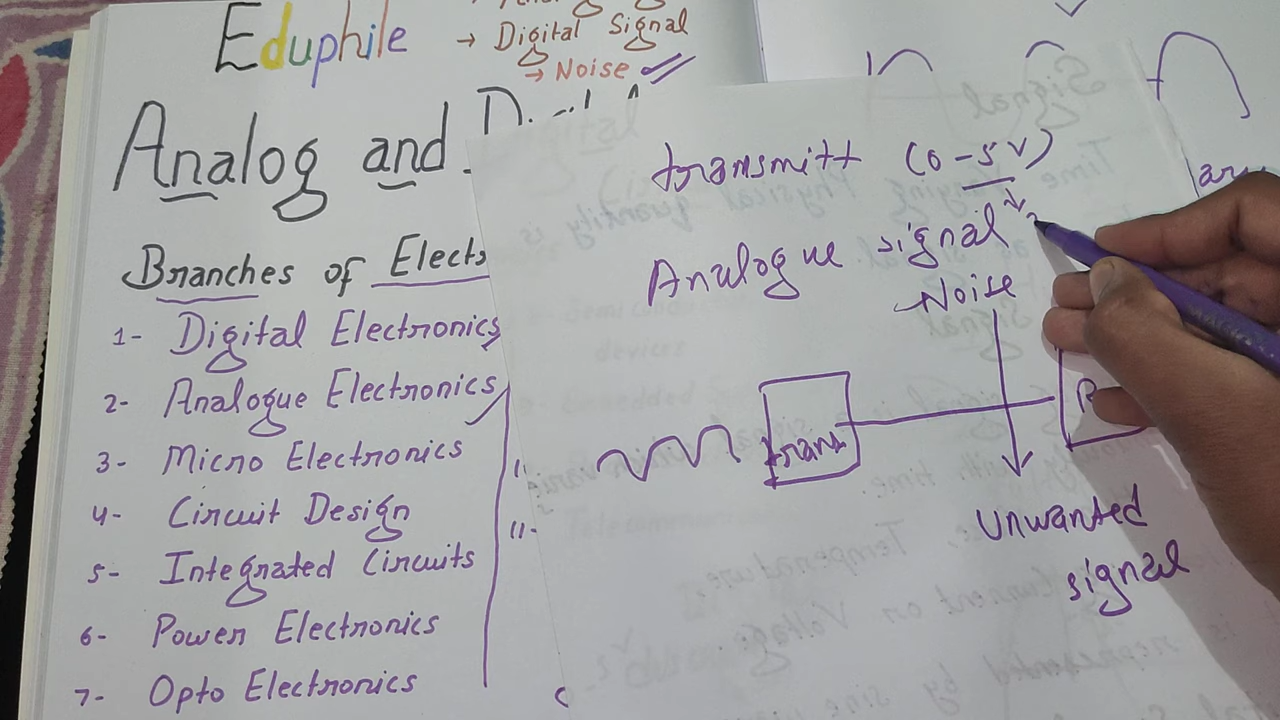 Eduphile
→ Digital Signal
→ Noise
Analog and
Branches of Elect
1- Digital Electronics
2- Analogue Electronics
3- Micro Electronics
4- Circuit Design
5- Integrated Circuits
6- Power Electronics
7- Opto Electronics
11-
transmitt (0-5V)
Analogue signal
Noise
trans
R
Unwanted
signal